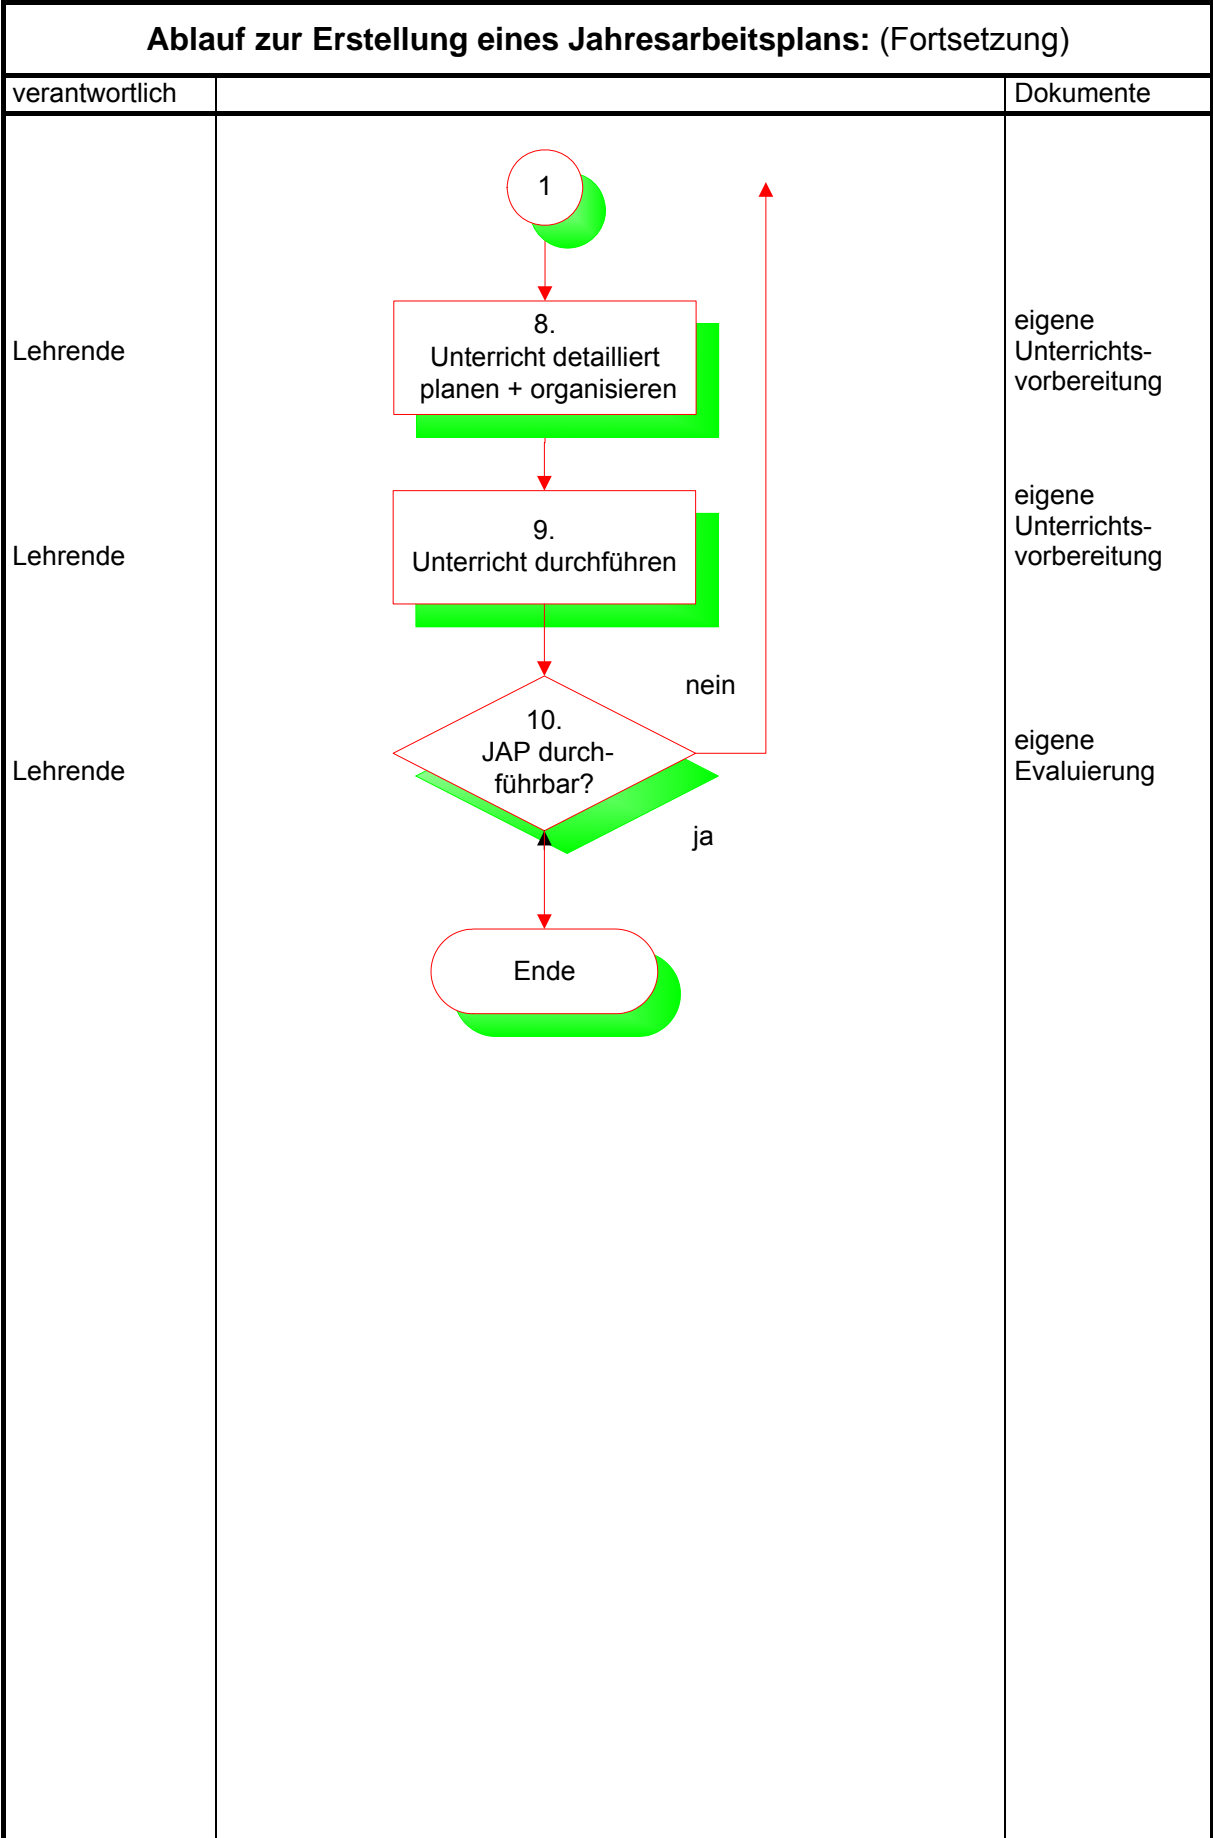 Ablauf zur Erstellung eines Jahresarbeitsplans: (Fortsetzung)
verantwortlich
Dokumente
1
Lehrende
8.
Unterricht detailliert
planen + organisieren
eigene
Unterrichts-
vorbereitung
Lehrende
9.
Unterricht durchführen
eigene
Unterrichts-
vorbereitung
nein
Lehrende
10.
JAP durch-
führbar?
eigene
Evaluierung
ja
Ende